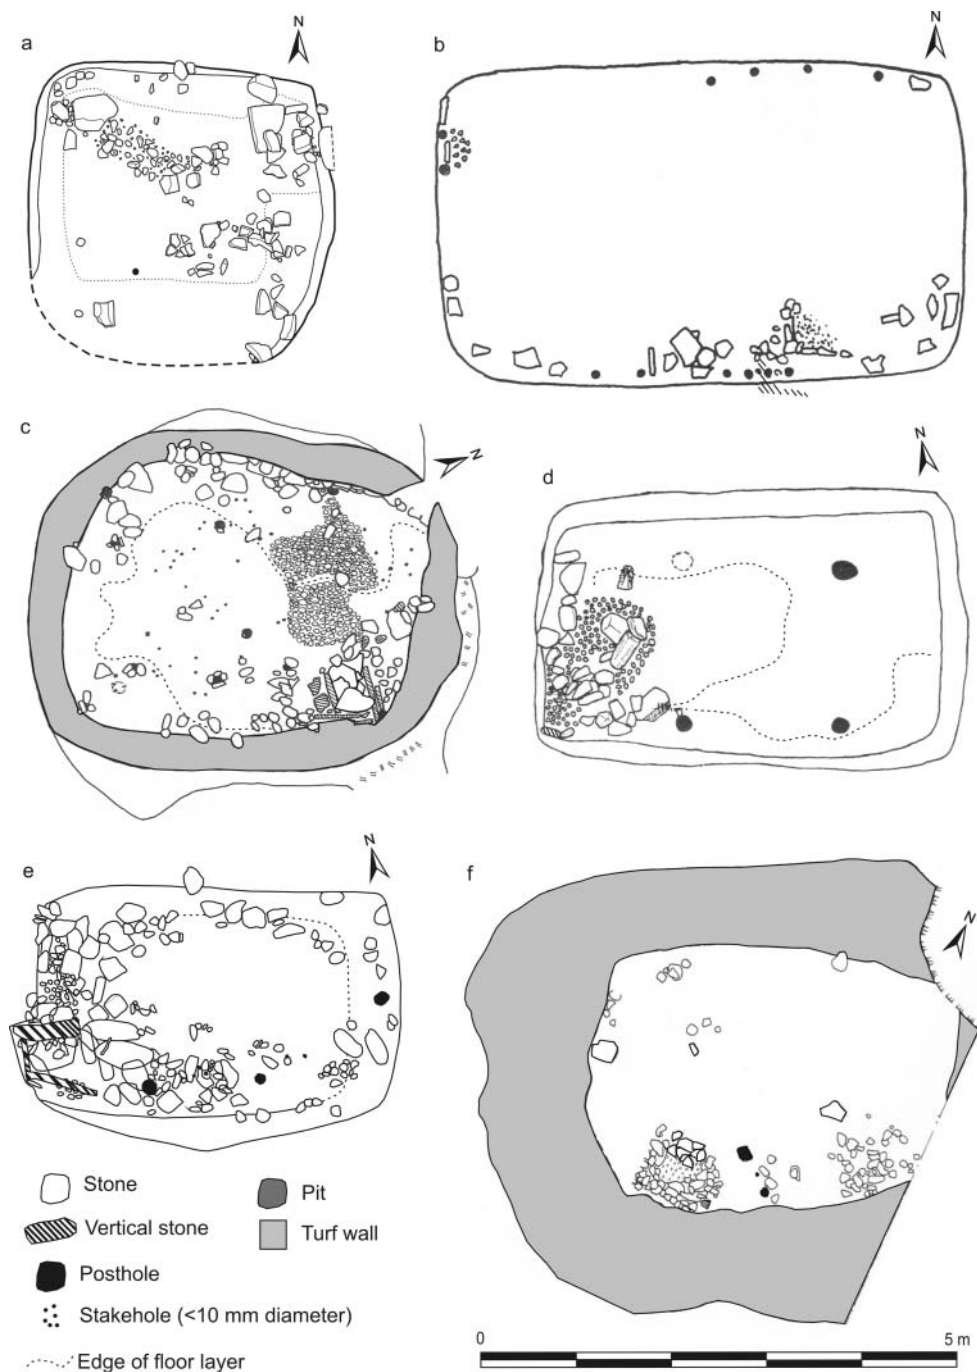 a
N
b
N
c
N
d
N
e
N
f
N
Stone
Pit
Vertical stone
Turf wall
Posthole
Stakehole (<10 mm diameter)
Edge of floor layer
0
5 m